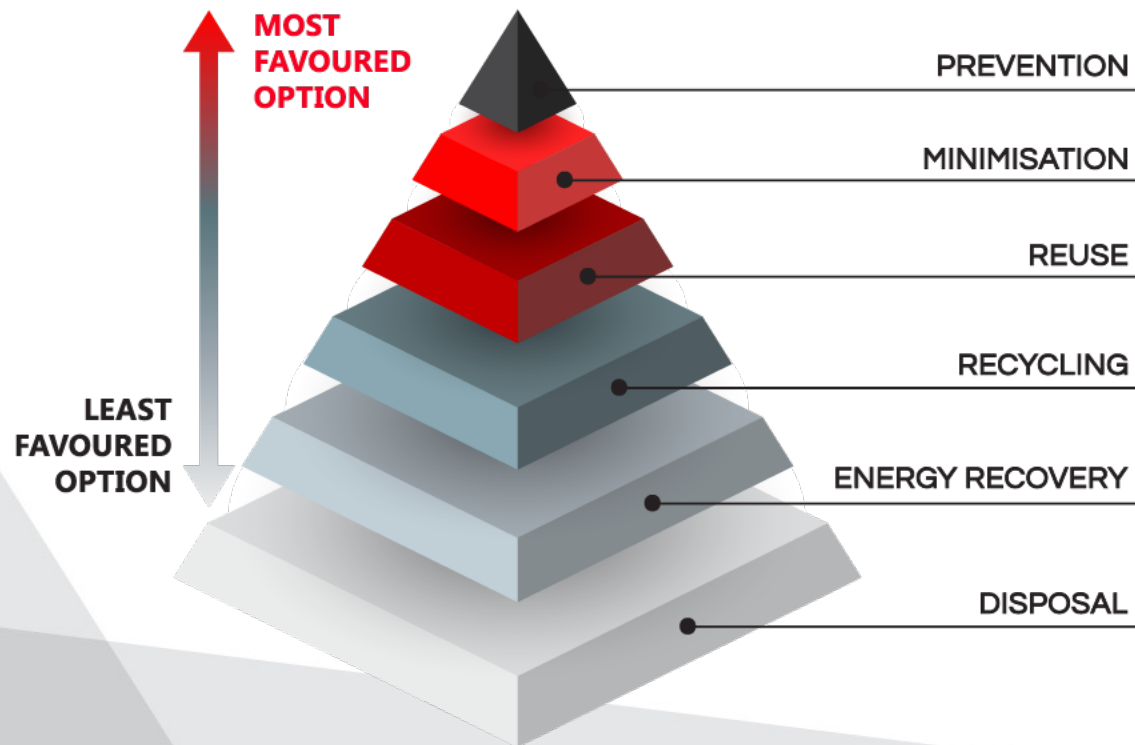 MOST
FAVOURED
OPTION
PREVENTION
MINIMISATION
REUSE
RECYCLING
LEAST
FAVOURED
OPTION
ENERGY RECOVERY
DISPOSAL